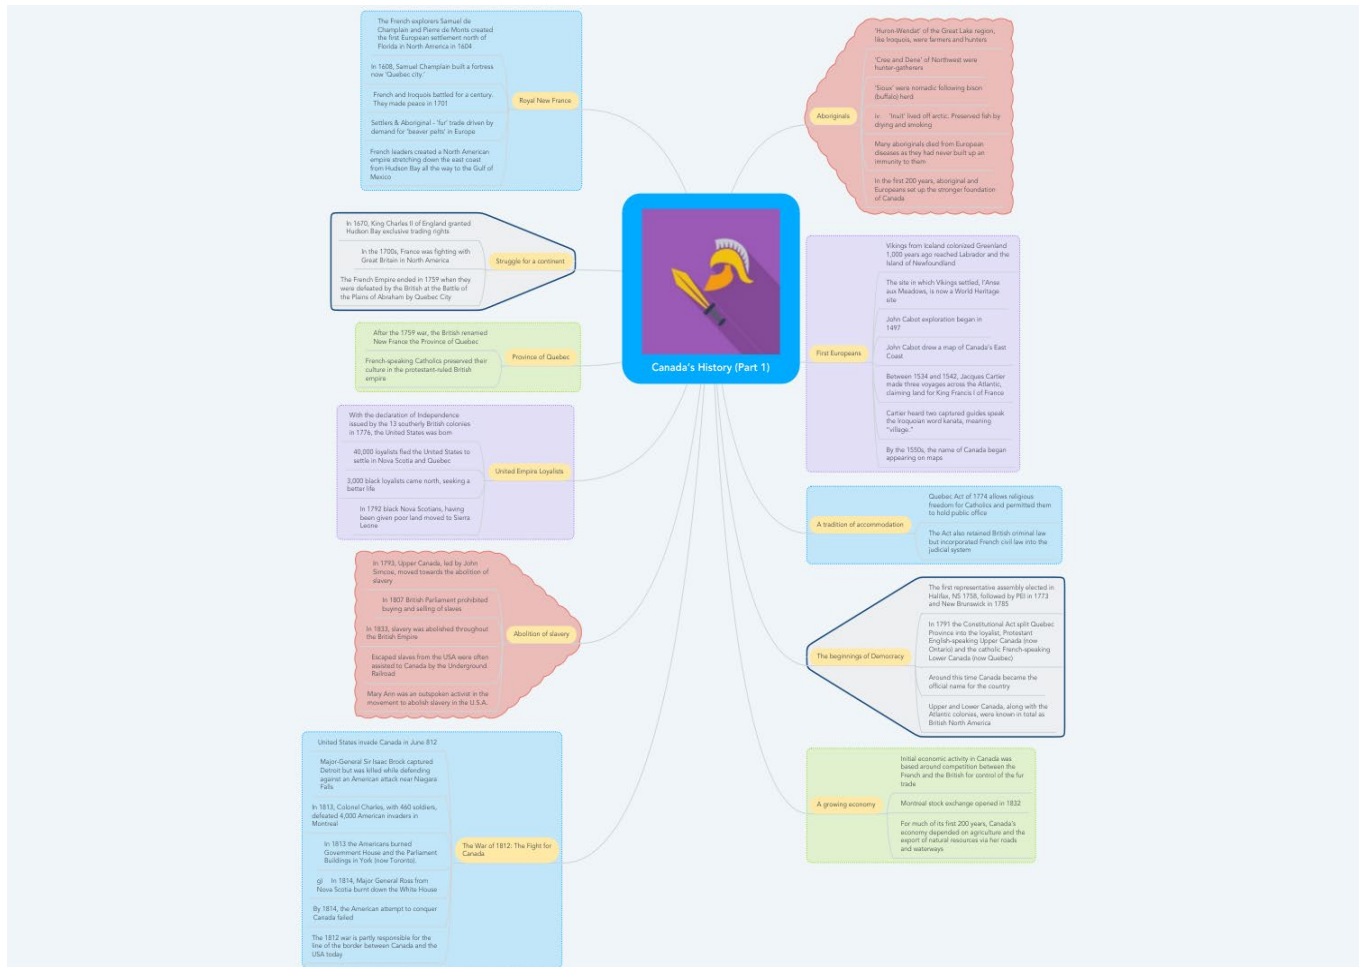 The French explorers Samuel de
Champlain and Pierre de Monts created
the first European settlement north of
Florida in North America in 1604
In 1608, Samuel Champlain built a fortress
now 'Quebec city.'
French and Iroquois battled for a century.
They made peace in 1701
Settlers & Aboriginal - 'fur' trade driven by
demand for 'beaver pelts' in Europe
French leaders created a North American
empire stretching down the east coast
from Hudson Bay all the way to the Gulf of
Mexico
Royal New France
In 1670, King Charles II of England granted
Hudson Bay exclusive trading rights
In the 1700s, France was fighting with
Great Britain in North America
The French Empire ended in 1759 when they
were defeated by the British at the Battle of
the Plains of Abraham by Quebec City
Struggle for a continent
After the 1759 war, the British renamed
New France the Province of Quebec
French-speaking Catholics preserved their
culture in the protestant-ruled British
empire
Province of Quebec
With the declaration of Independence
issued by the 13 southerly British colonies
in 1776, the United States was born
40,000 loyalists fled the United States to
settle in Nova Scotia and Quebec
3,000 black loyalists came north, seeking a
better life
In 1792 black Nova Scotians, having
been given poor land moved to Sierra
Leone
United Empire Loyalists
In 1793, Upper Canada, led by John
Simcoe, moved towards the abolition of
slavery
In 1807 British Parliament prohibited
buying and selling of slaves
In 1833, slavery was abolished throughout
the British Empire
Escaped slaves from the USA were often
assisted to Canada by the Underground
Railroad
Mary Ann was an outspoken activist in the
movement to abolish slavery in the U.S.A.
Abolition of slavery
United States invade Canada in June 812
Major-General Sir Isaac Brock captured
Detroit but was killed while defending
against an American attack near Niagara
Falls
In 1813, Colonel Charles, with 460 soldiers,
defeated 4,000 American invaders in
Montreal
In 1813 the Americans burned
Government House and the Parliament
Buildings in York (now Toronto).
g) In 1814, Major General Ross from
Nova Scotia burnt down the White House
By 1814, the American attempt to conquer
Canada failed
The 1812 war is partly responsible for the
line of the border between Canada and the
USA today
The War of 1812: The Fight for
Canada
Canada's History (Part 1)
Aboriginals
'Huron-Wendat' of the Great Lake region,
like Iroquois, were farmers and hunters
'Cree and Dene' of Northwest were
hunter-gatherers
'Sioux' were nomadic following bison
(buffalo) herd
iv 'Inuit' lived off arctic. Preserved fish by
drying and smoking
Many aboriginals died from European
diseases as they had never built up an
immunity to them
In the first 200 years, aboriginal and
Europeans set up the stronger foundation
of Canada
First Europeans
Vikings from Iceland colonized Greenland
1,000 years ago reached Labrador and the
Island of Newfoundland
The site in which Vikings settled, l'Anse
aux Meadows, is now a World Heritage
site
John Cabot exploration began in
1497
John Cabot drew a map of Canada's East
Coast
Between 1534 and 1542, Jacques Cartier
made three voyages across the Atlantic,
claiming land for King Francis I of France
Cartier heard two captured guides speak
the Iroquoian word kanata, meaning
"village."
By the 1550s, the name of Canada began
appearing on maps
A tradition of accommodation
Quebec Act of 1774 allows religious
freedom for Catholics and permitted them
to hold public office
The Act also retained British criminal law
but incorporated French civil law into the
judicial system
The beginnings of Democracy
The first representative assembly elected in
Halifax, NS 1758, followed by PEI in 1773
and New Brunswick in 1785
In 1791 the Constitutional Act split Quebec
Province into the loyalist, Protestant
English-speaking Upper Canada (now
Ontario) and the catholic French-speaking
Lower Canada (now Quebec)
Around this time Canada became the
official name for the country
Upper and Lower Canada, along with the
Atlantic colonies, were known in total as
British North America
A growing economy
Initial economic activity in Canada was
based around competition between the
French and the British for control of the fur
trade
Montreal stock exchange opened in 1832
For much of its first 200 years, Canada's
economy depended on agriculture and the
export of natural resources via her roads
and waterways